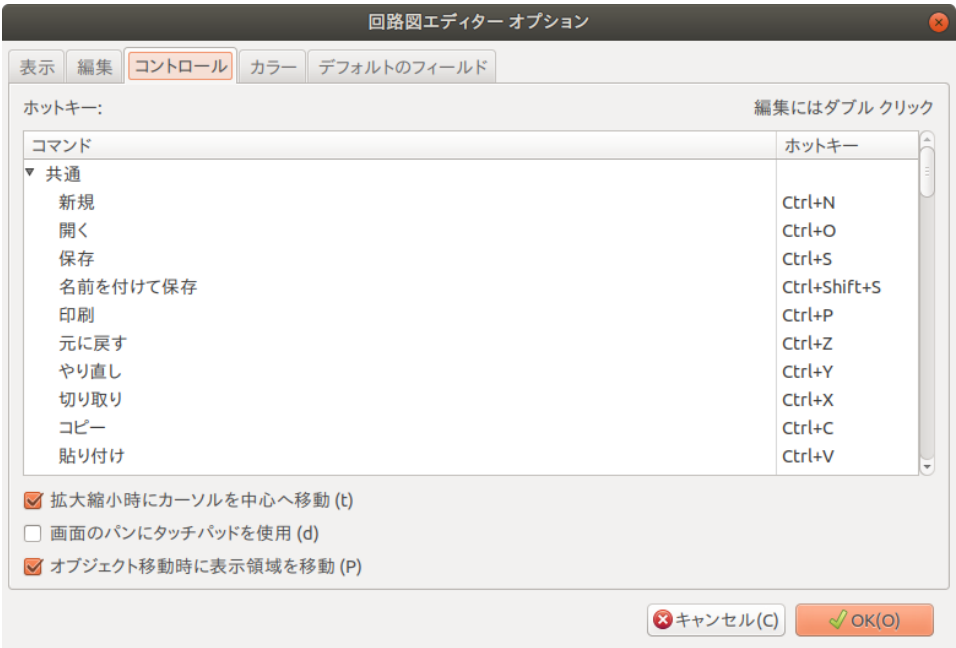 回路図エディター オプション
表示 編集 コントロール カラー デフォルトのフィールド
ホットキー: 編集にはダブル クリック
コマンド ホットキー
共通
新規 Ctrl+N
開く Ctrl+O
保存 Ctrl+S
名前を付けて保存 Ctrl+Shift+S
印刷 Ctrl+P
元に戻す Ctrl+Z
やり直し Ctrl+Y
切り取り Ctrl+X
コピー Ctrl+C
貼り付け Ctrl+V
拡大縮小時にカーソルを中心へ移動 (t)
画面のパンにタッチパッドを使用 (d)
オブジェクト移動時に表示領域を移動 (P)
キャンセル(C) OK(O)